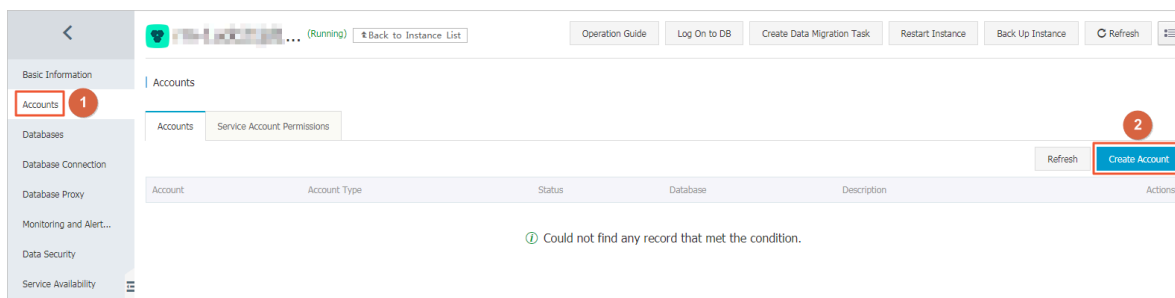 (Running) Back to Instance List Operation Guide Log On to DB Create Data Migration Task Restart Instance Back Up Instance Refresh
Basic Information
Accounts
Accounts 1
Accounts Service Account Permissions 2
Databases
Database Connection
Refresh Create Account
Database Proxy
Account Account Type Status Database Description Actions
Monitoring and Alert...
Could not find any record that met the condition.
Data Security
Service Availability